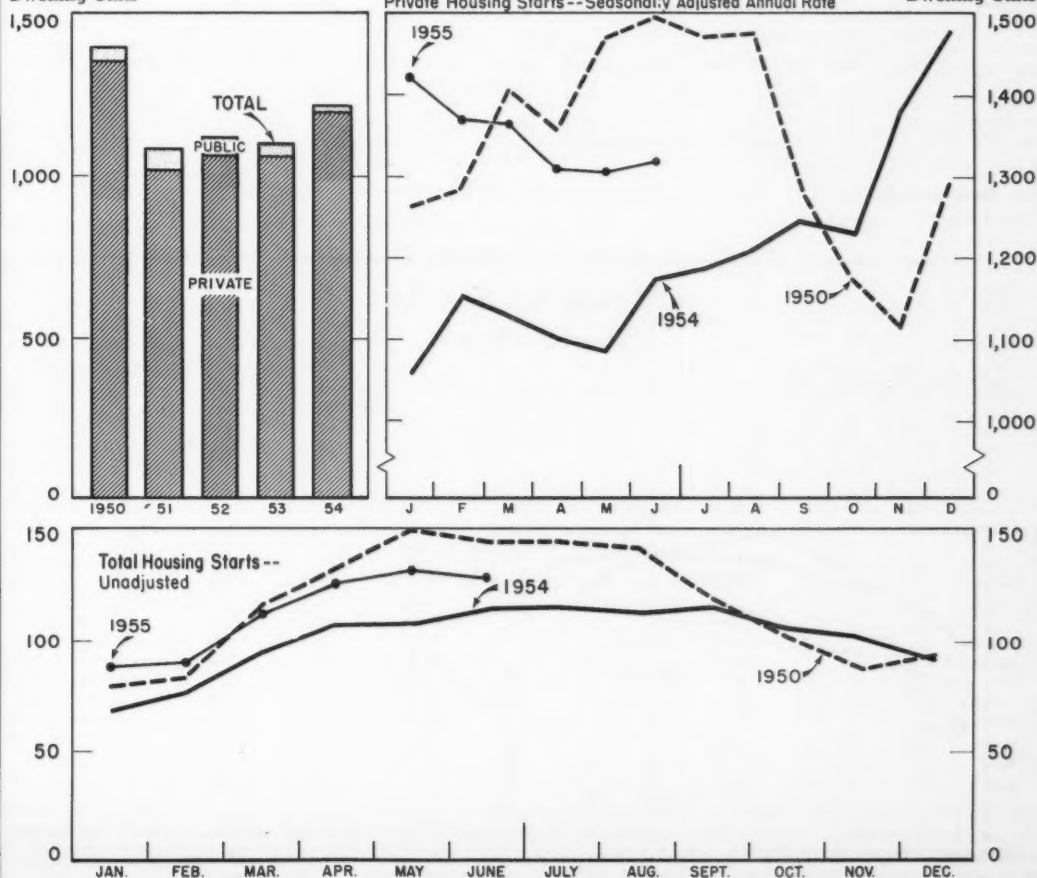 Private Housing Starts--Seasonally Adjusted Annual Rate
1,500
1,000
500
0
TOTAL
PUBLIC
PRIVATE
1950 51 52 53 54
1955
1954
1950
1,500
1,400
1,300
1,200
1,100
1,000
0
J F M A M J J A S O N D
150
100
50
0
Total Housing Starts--
Unadjusted
1955
1954
1950
150
100
50
0
JAN. FEB. MAR. APR. MAY JUNE JULY AUG. SEPT. OCT. NOV. DEC.